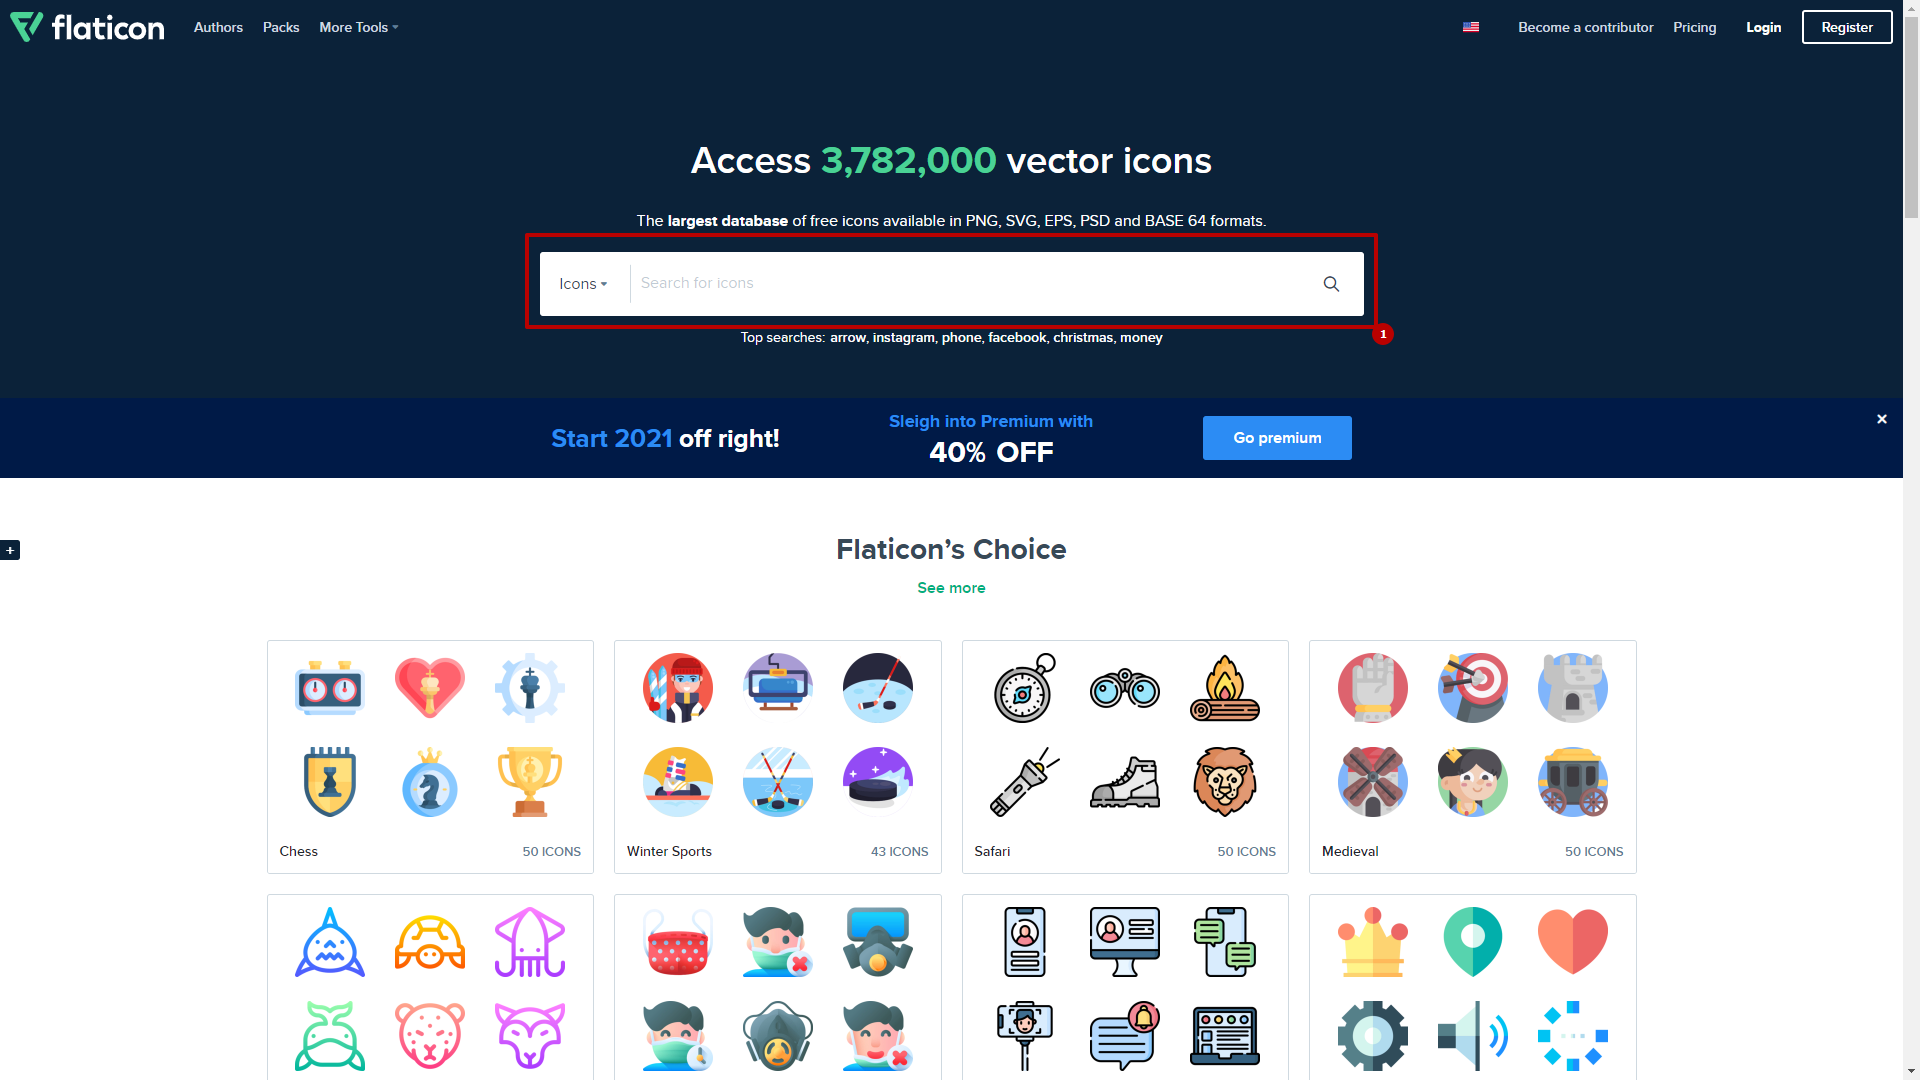 flaticon Authors Packs More Tools Become a contributor Pricing Login Register
Access 3,782,000 vector icons
The largest database of free icons available in PNG, SVG, EPS, PSD and BASE 64 formats.
Icons Search for icons
1
Top searches: arrow, instagram, phone, facebook, christmas, money
Start 2021 off right!
Sleigh into Premium with
40% OFF
Go premium
×
+
Flaticon’s Choice
See more
Chess 50 ICONS
Winter Sports 43 ICONS
Safari 50 ICONS
Medieval 50 ICONS